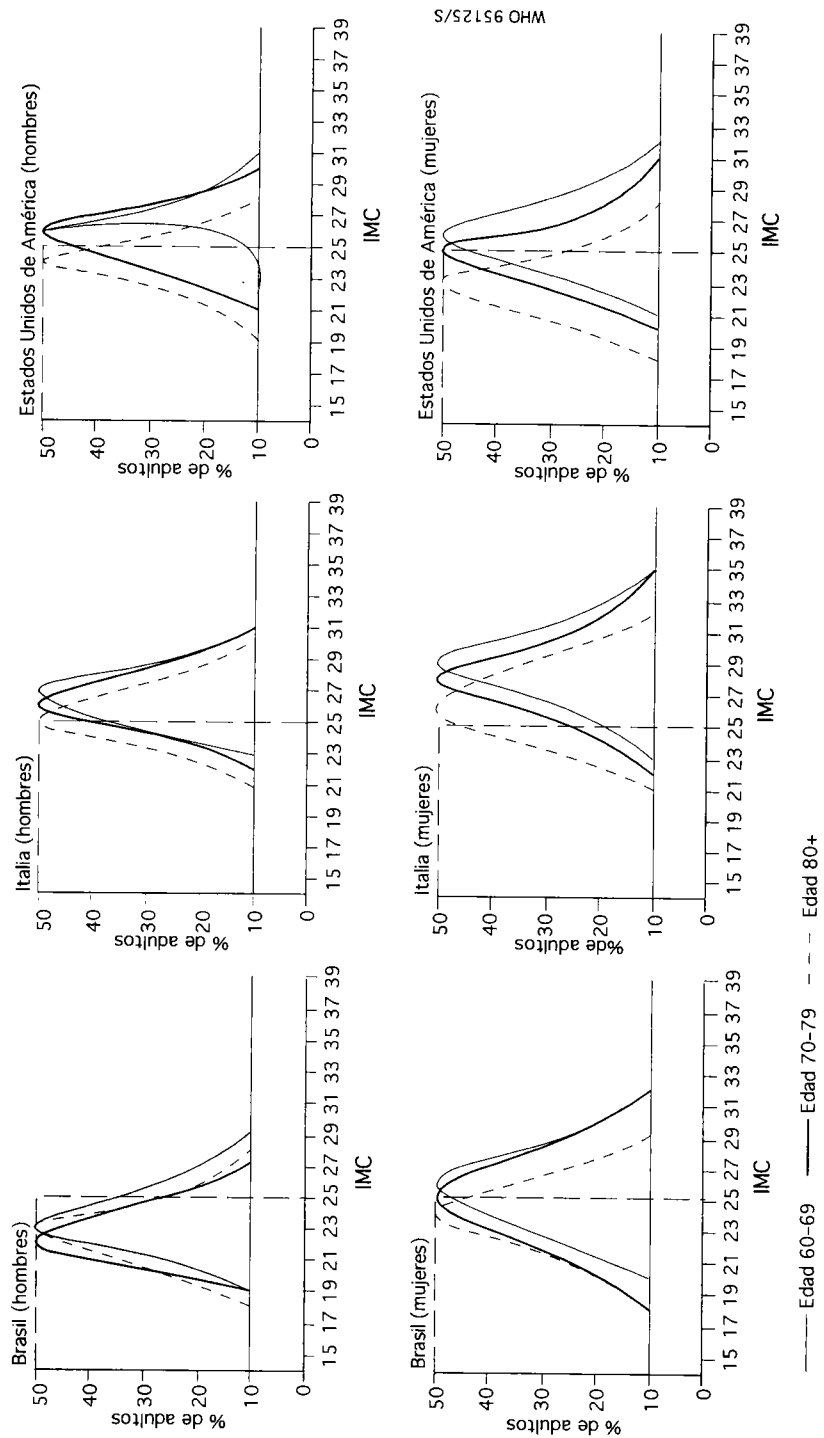 Brasil (hombres)
% de adultos
50
40
30
20
10
0
15 17 19 21 23 25 27 29 31 33 35 37 39
IMC
Italia (hombres)
% de adultos
50
40
30
20
10
0
15 17 19 21 23 25 27 29 31 33 35 37 39
IMC
Estados Unidos de América (hombres)
% de adultos
50
40
30
20
10
0
15 17 19 21 23 25 27 29 31 33 35 37 39
IMC
Brasil (mujeres)
% de adultos
50
40
30
20
10
0
15 17 19 21 23 25 27 29 31 33 35 37 39
IMC
Italia (mujeres)
%de adultos
50
40
30
20
10
0
15 17 19 21 23 25 27 29 31 33 35 37 39
IMC
Estados Unidos de América (mujeres)
% de adultos
50
40
30
20
10
0
15 17 19 21 23 25 27 29 31 33 35 37 39
IMC
Edad 60-69 Edad 70-79 Edad 80+
WHO 95125/S